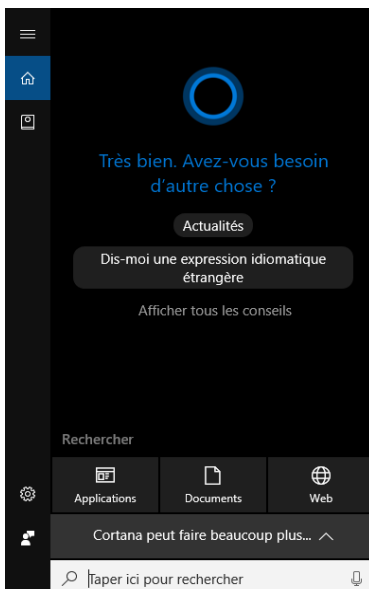 Très bien. Avez-vous besoin
d'autre chose ?
Actualités
Dis-moi une expression idiomatique
étrangère
Afficher tous les conseils
Rechercher
Applications
Documents
Web
Cortana peut faire beaucoup plus...
Taper ici pour rechercher